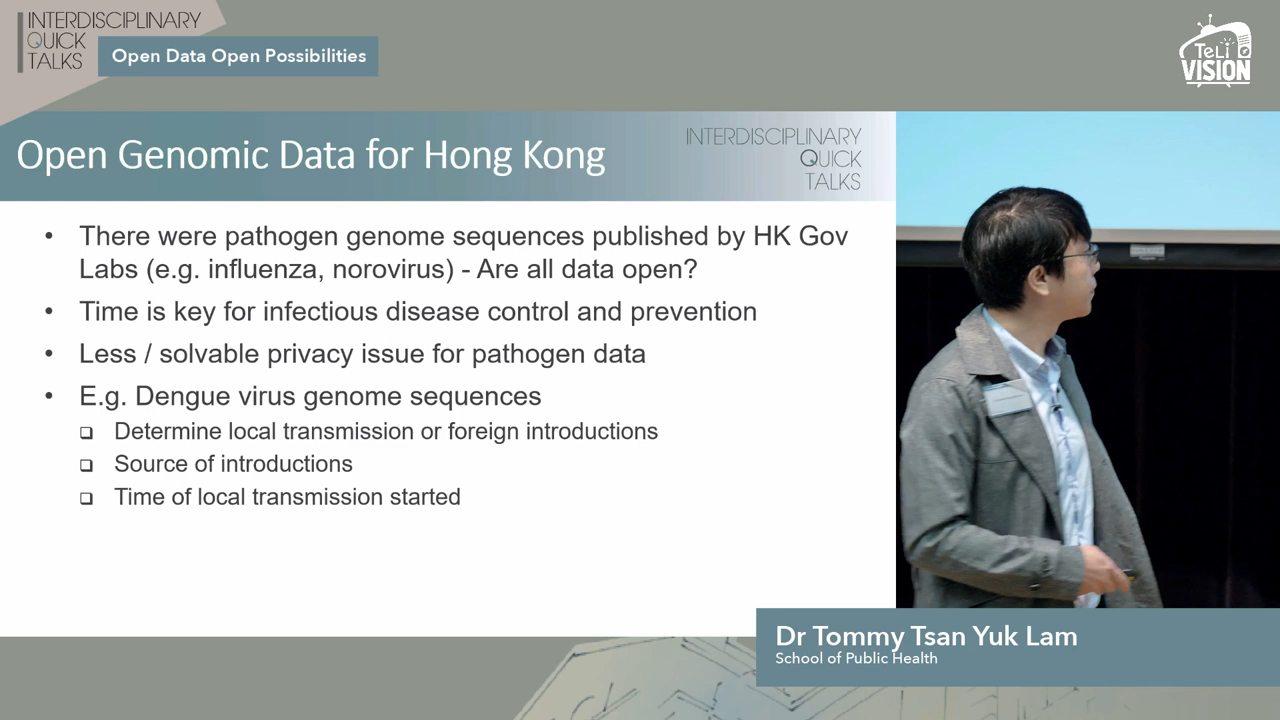 INTERDISCIPLINARY
QUICK
TALKS
Open Data Open Possibilities
TeLi
VISION
Open Genomic Data for Hong Kong
INTERDISCIPLINARY
QUICK
TALKS
• There were pathogen genome sequences published by HK Gov
Labs (e.g. influenza, norovirus) - Are all data open?
• Time is key for infectious disease control and prevention
• Less / solvable privacy issue for pathogen data
• E.g. Dengue virus genome sequences
❑ Determine local transmission or foreign introductions
❑ Source of introductions
❑ Time of local transmission started
Dr Tommy Tsan Yuk Lam
School of Public Health